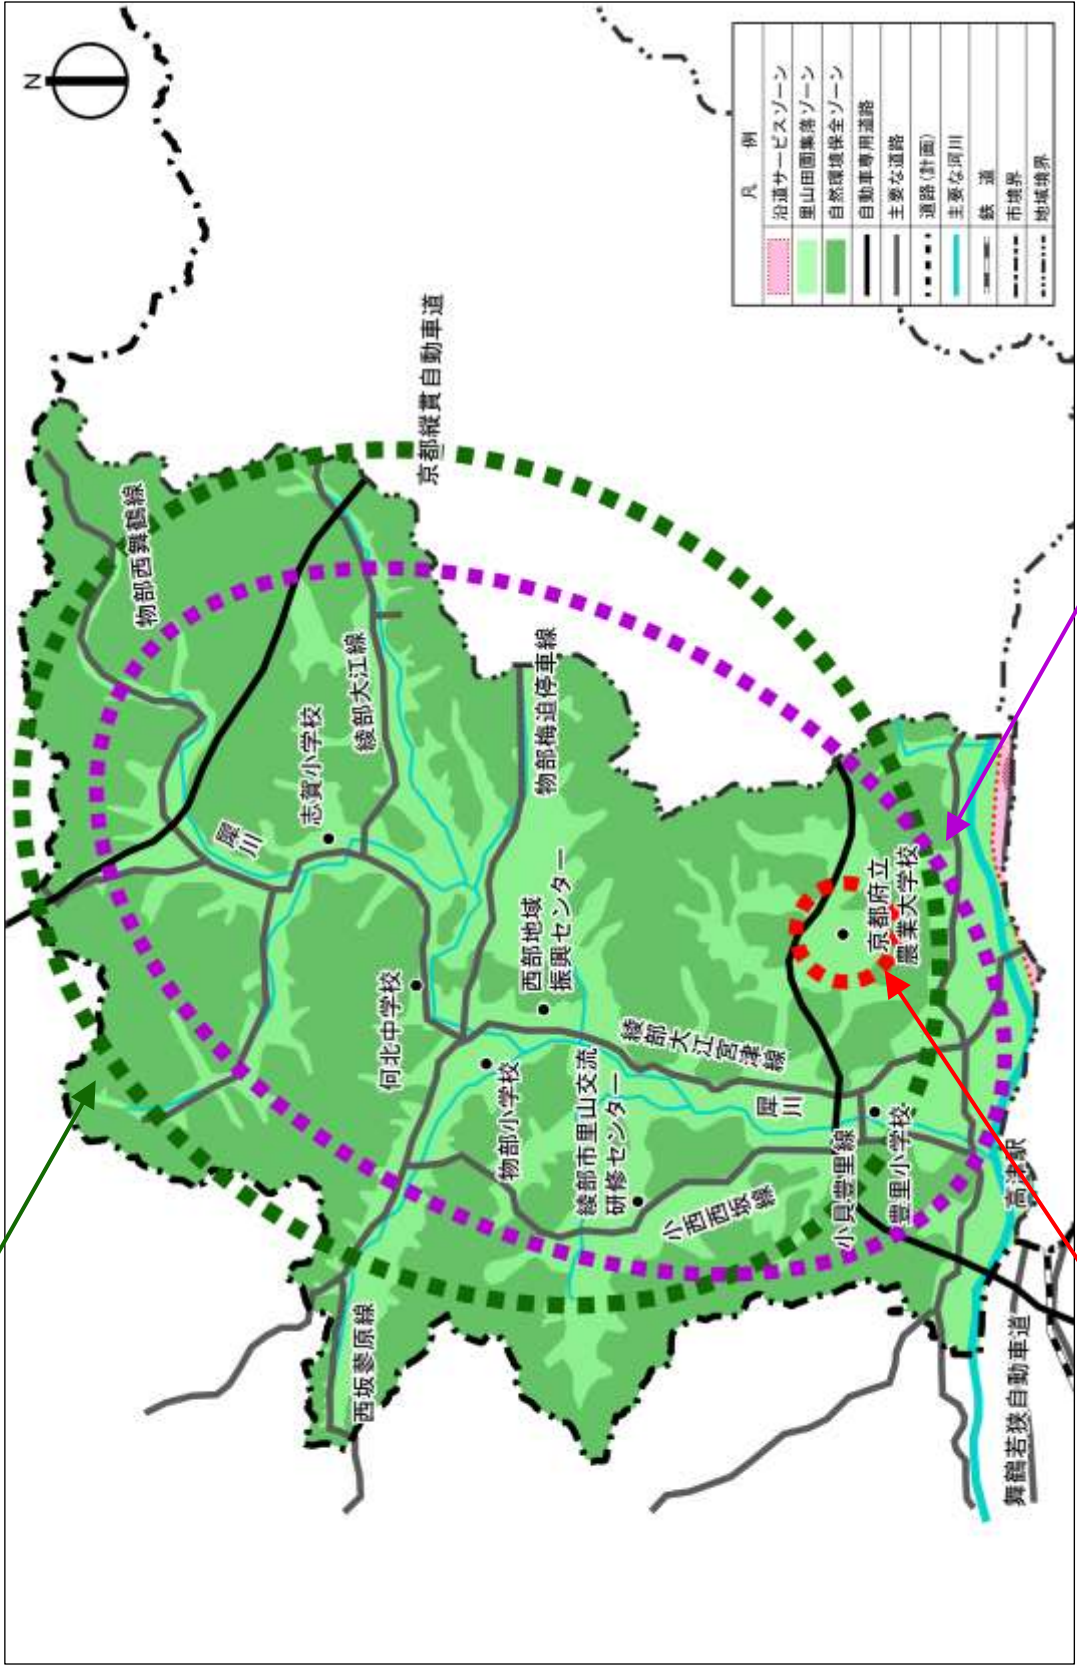 N
凡例
沿道サービスゾーン
里山田園集落ゾーン
自然環境保全ゾーン
自動車専用道路
主要な道路
道路(計画)
主要な河川
鉄道
市境界
地域境界
京都縦貫自動車道
物部西舞鶴線
綾部大江線
志賀小学校
犀川
物部梅迫停車線
西部地域
振興センター
何北中学校
物部小学校
綾部大江宮津線
綾部市里山交流
研修センター
犀川
小西西坂線
西坂蓼原線
京都府立
農業大学校
小貝豊里線
豊里小学校
高津駅
舞鶴若狭自動車道